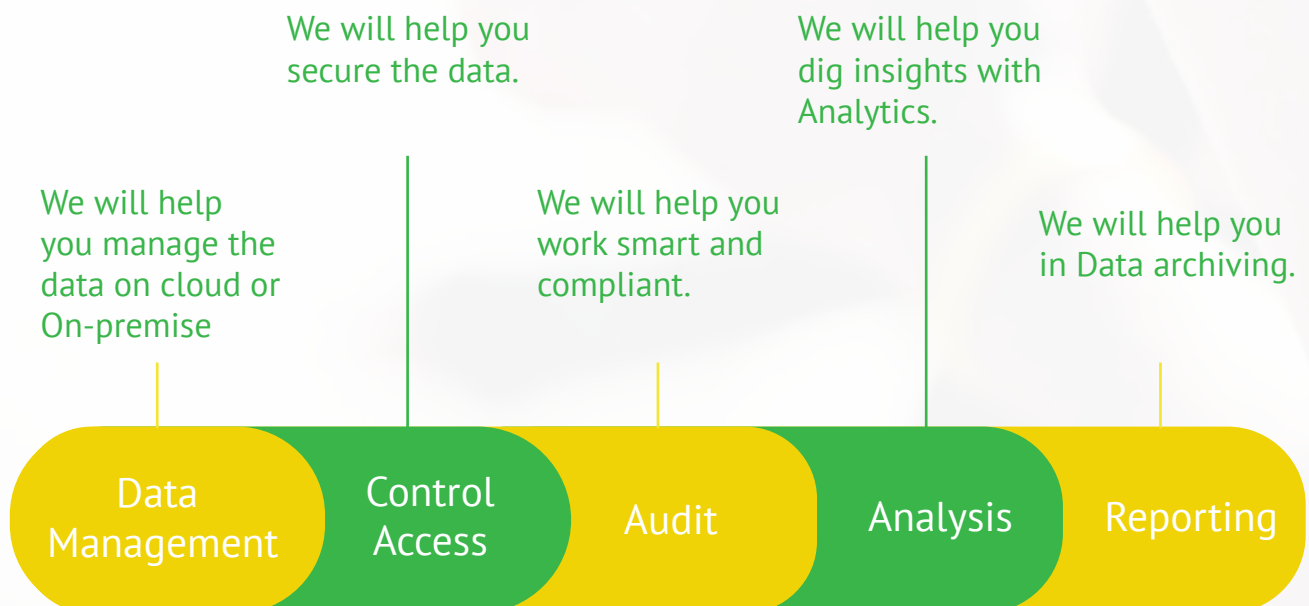 We will help you
secure the data.
We will help you
dig insights with
Analytics.
We will help
you manage the
data on cloud or
On-premise
We will help you
work smart and
compliant.
We will help you
in Data archiving.
Data
Management
Control
Access
Audit
Analysis
Reporting